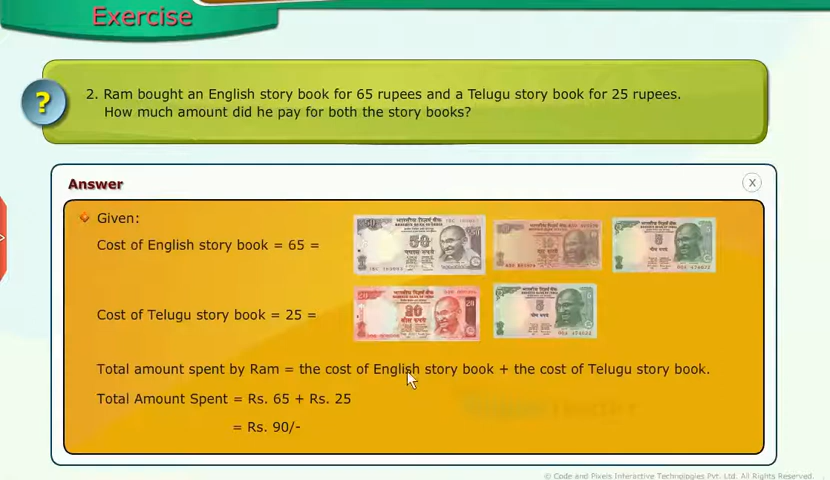 Exercise
2. Ram bought an English story book for 65 rupees and a Telugu story book for 25 rupees.
How much amount did he pay for both the story books?
Answer
X
Given:
Cost of English story book = 65 =
Cost of Telugu story book = 25 =
Total amount spent by Ram = the cost of English story book + the cost of Telugu story book.
Total Amount Spent = Rs. 65 + Rs. 25
= Rs. 90/-
© Code and Pixels Interactive Technologies Pvt. Ltd. All Rights Reserved.